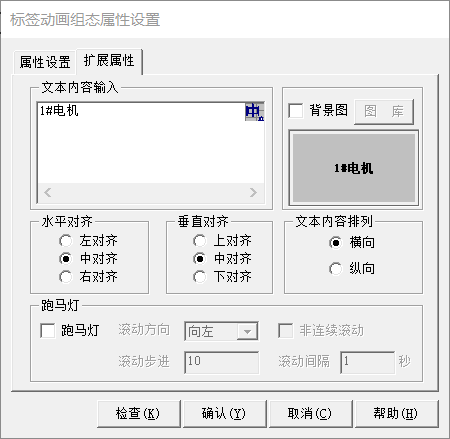 标签动画组态属性设置
属性设置 扩展属性
文本内容输入
1#电机
中
背景图 图 库
1#电机
水平对齐
左对齐
中对齐
右对齐
垂直对齐
上对齐
中对齐
下对齐
文本内容排列
横向
纵向
跑马灯
跑马灯 滚动方向 向左 非连续滚动
滚动步进 10 滚动间隔 1 秒
检查(K) 确认(Y) 取消(C) 帮助(H)